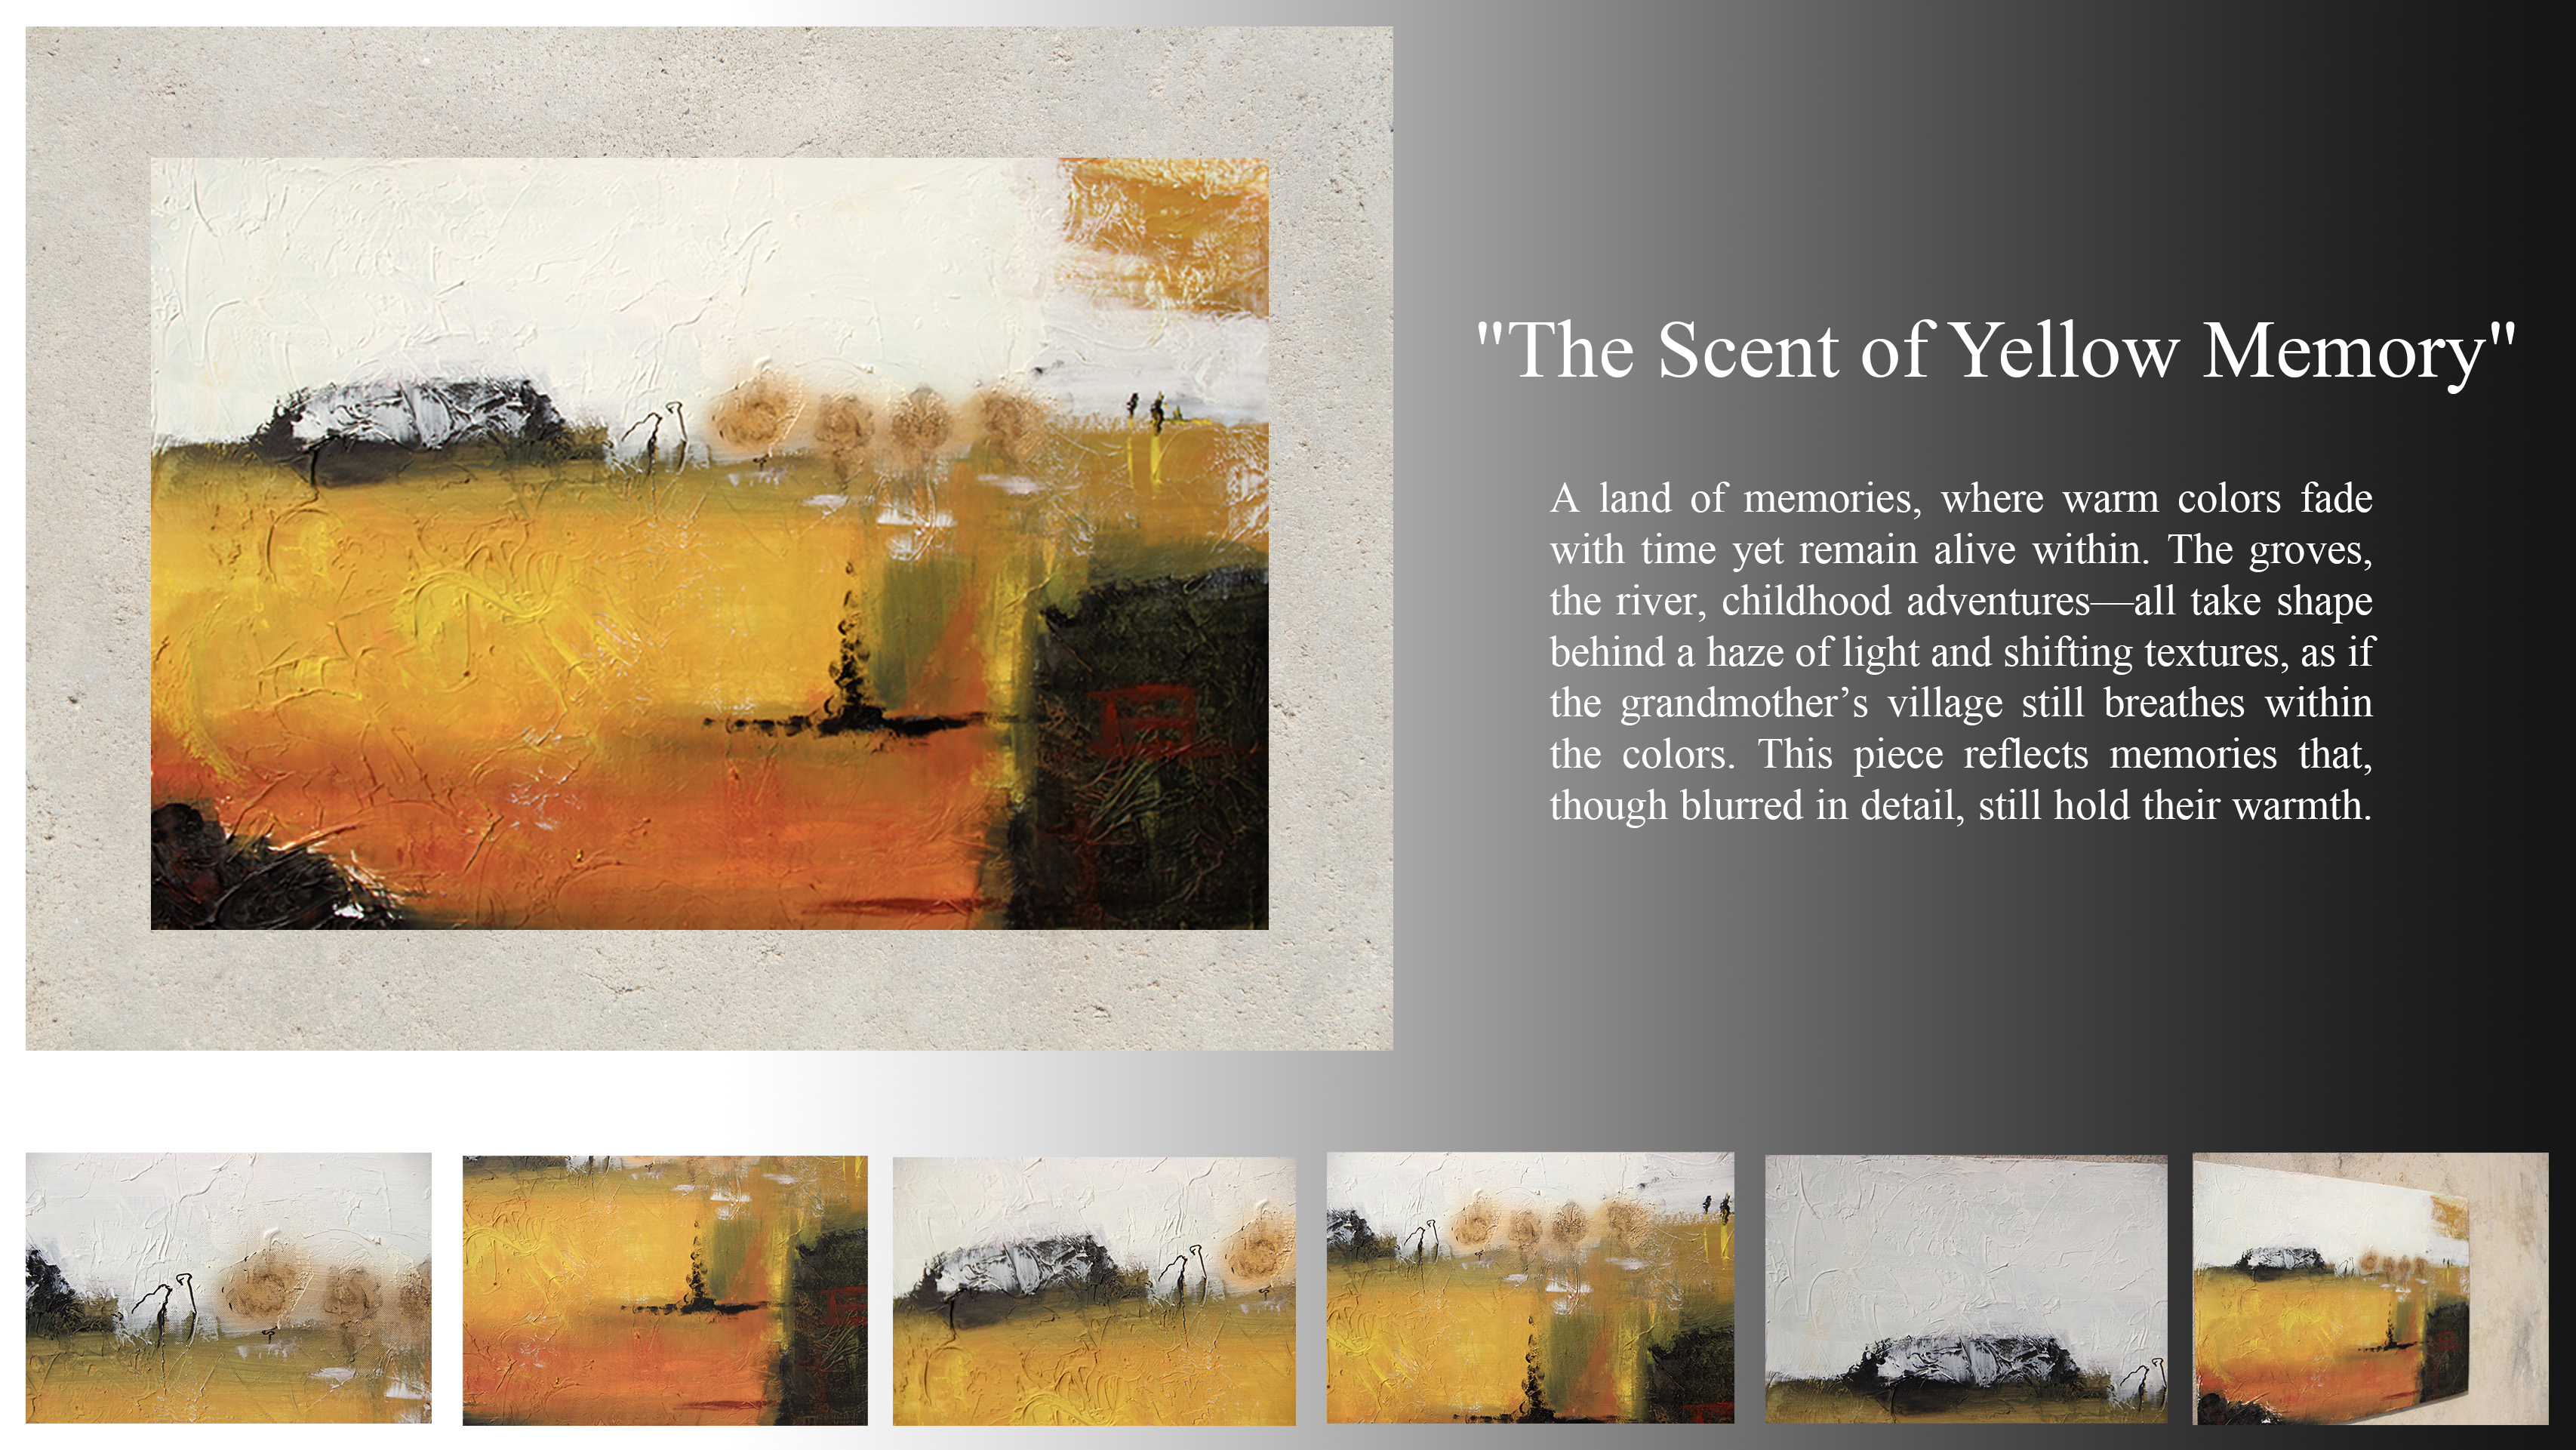 "The Scent of Yellow Memory"
A land of memories, where warm colors fade
with time yet remain alive within. The groves,
the river, childhood adventures—all take shape
behind a haze of light and shifting textures, as if
the grandmother’s village still breathes within
the colors. This piece reflects memories that,
though blurred in detail, still hold their warmth.